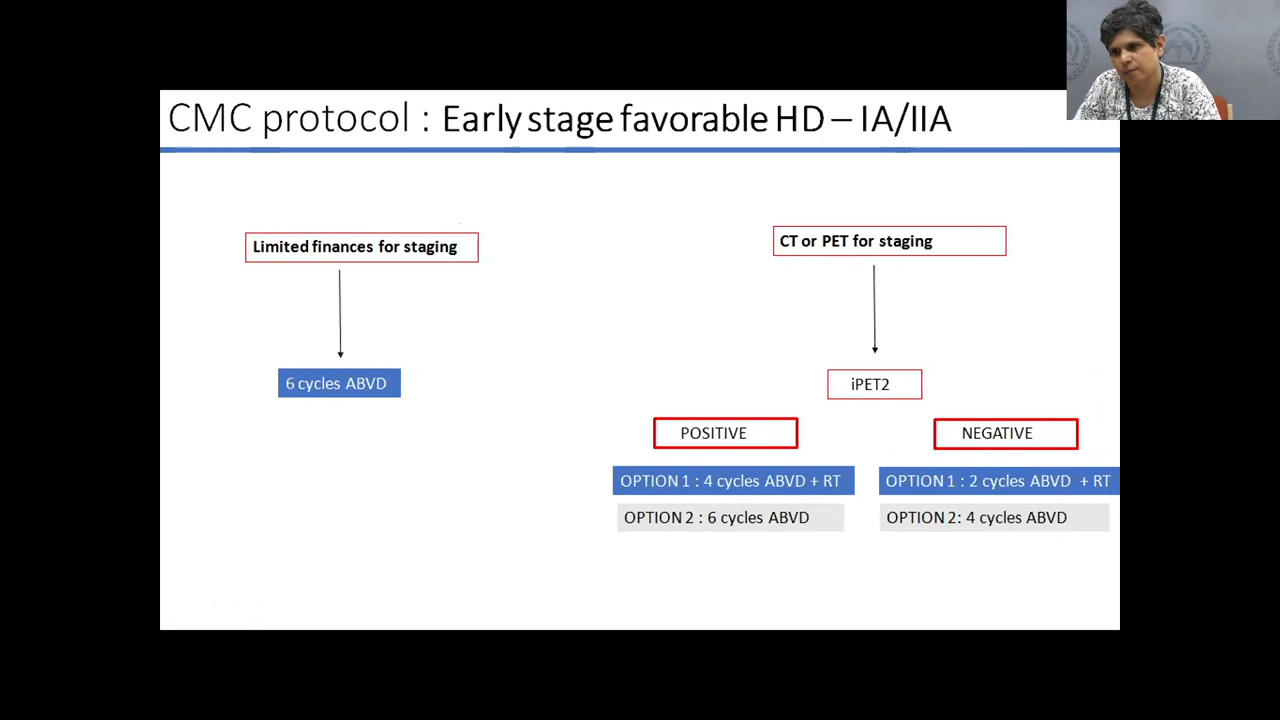 CMC protocol : Early stage favorable HD – IA/IIA
Limited finances for staging
CT or PET for staging
6 cycles ABVD
iPET2
POSITIVE
NEGATIVE
OPTION 1 : 4 cycles ABVD + RT
OPTION 1 : 2 cycles ABVD + RT
OPTION 2 : 6 cycles ABVD
OPTION 2: 4 cycles ABVD